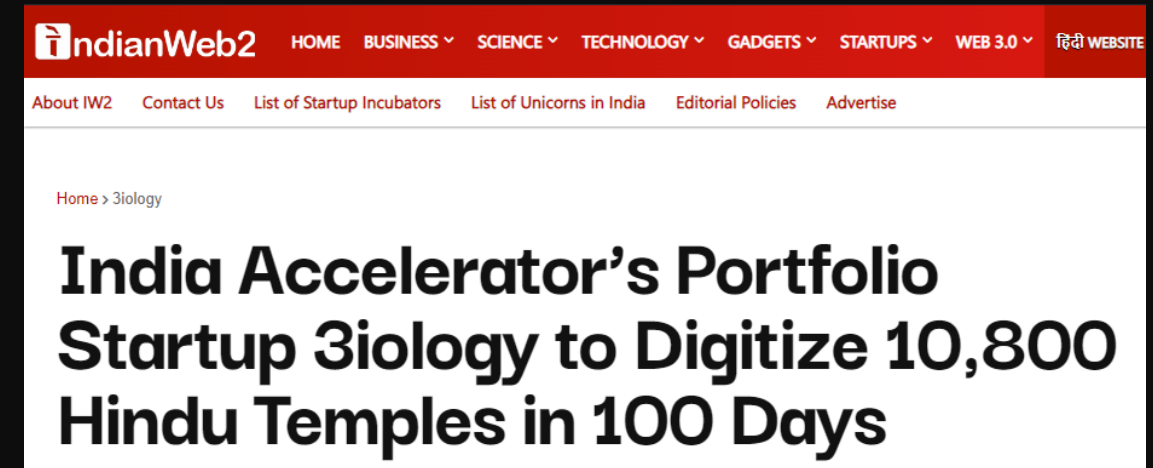 indianWeb2 HOME BUSINESS SCIENCE TECHNOLOGY GADGETS STARTUPS WEB 3.0 हिंदी WEBSITE
About IW2 Contact Us List of Startup Incubators List of Unicorns in India Editorial Policies Advertise
Home > 3iology
India Accelerator’s Portfolio
Startup 3iology to Digitize 10,800
Hindu Temples in 100 Days